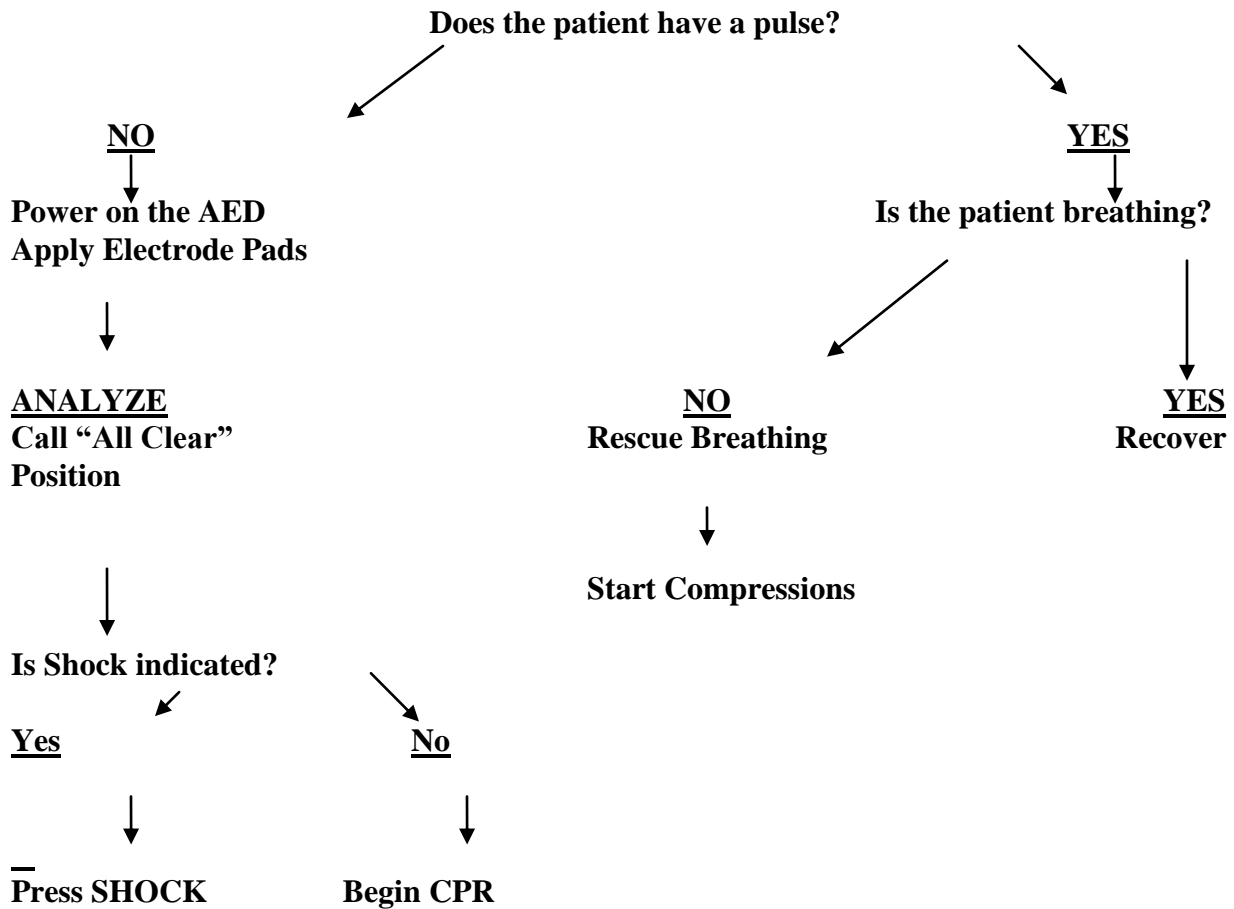 Does the patient have a pulse?
NO
YES
Power on the AED
Is the patient breathing?
Apply Electrode Pads
ANALYZE
NO
YES
Call “All Clear”
Rescue Breathing
Recover
Position
Start Compressions
Is Shock indicated?
Yes
No
Press SHOCK
Begin CPR